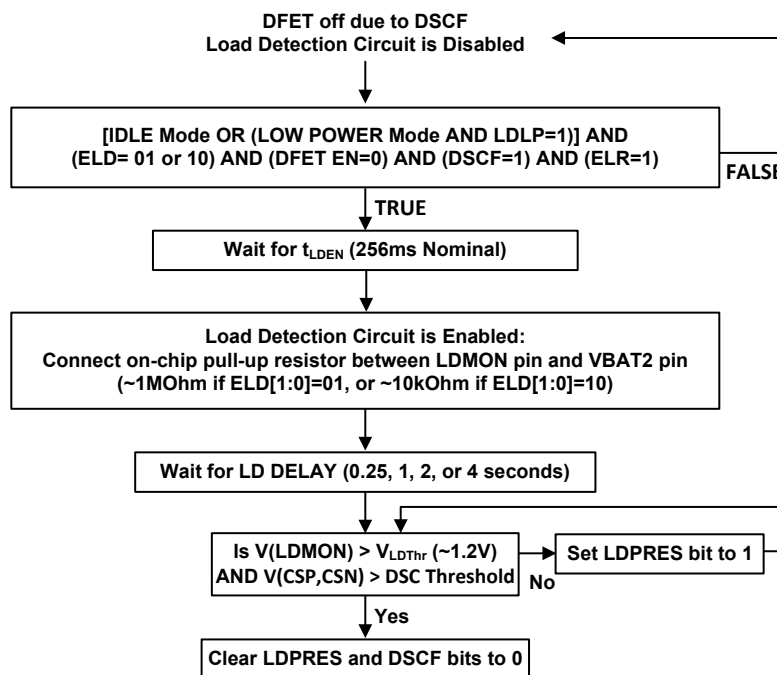 DFET off due to DSCF
Load Detection Circuit is Disabled
[IDLE Mode OR (LOW POWER Mode AND LDLP=1)] AND
(ELD= 01 or 10) AND (DFET EN=0) AND (DSCF=1) AND (ELR=1)
FALSE
TRUE
Wait for tLDEN (256ms Nominal)
Load Detection Circuit is Enabled:
Connect on-chip pull-up resistor between LDMON pin and VBAT2 pin
(~1MOhm if ELD[1:0]=01, or ~10kOhm if ELD[1:0]=10)
Wait for LD DELAY (0.25, 1, 2, or 4 seconds)
Is V(LDMON) > VLDThr (~1.2V)
AND V(CSP,CSN) > DSC Threshold
No
Set LDPRES bit to 1
Yes
Clear LDPRES and DSCF bits to 0